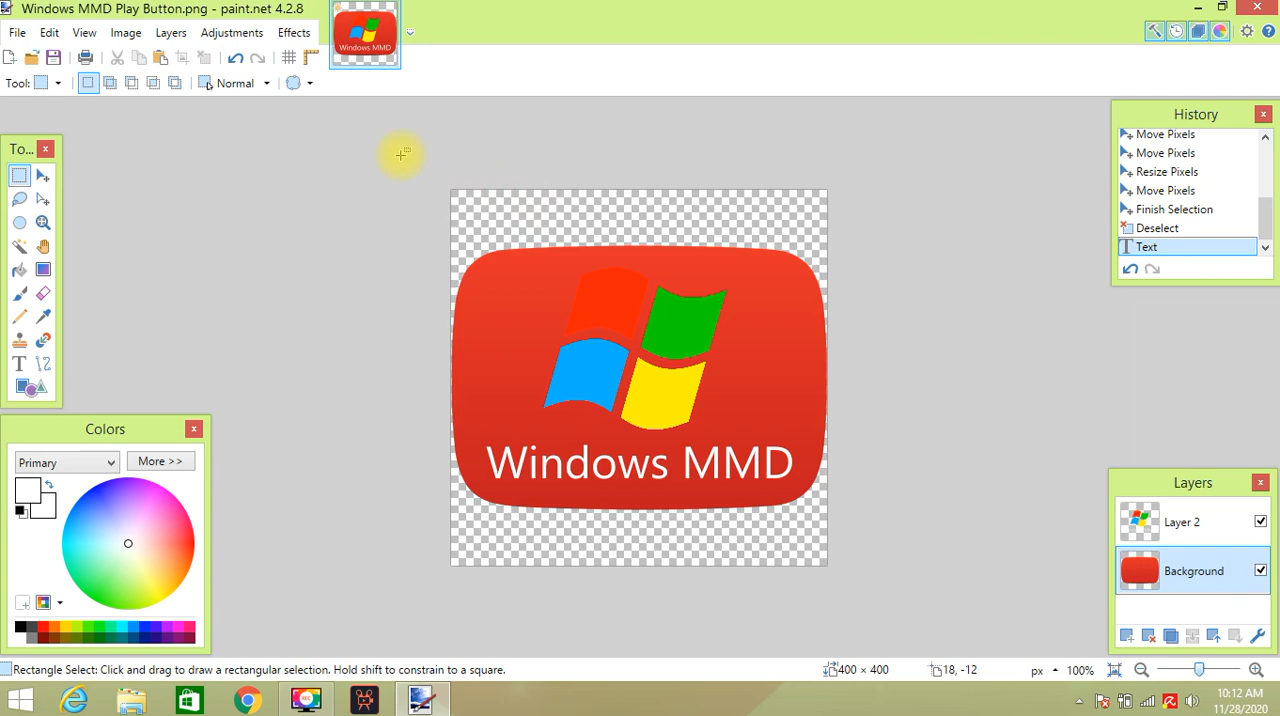 Windows MMD Play Button.png - paint.net 4.2.8
File Edit View Image Layers Adjustments Effects
Windows MMD
Tool: Normal
To...
History
Move Pixels
Move Pixels
Resize Pixels
Move Pixels
Finish Selection
Deselect
Text
Windows MMD
Colors
Primary
More >>
Layers
Layer 2
Background
Rectangle Select: Click and drag to draw a rectangular selection. Hold shift to constrain to a square.
400 × 400
18, -12
px
100%
REC
10:12 AM
11/28/2020